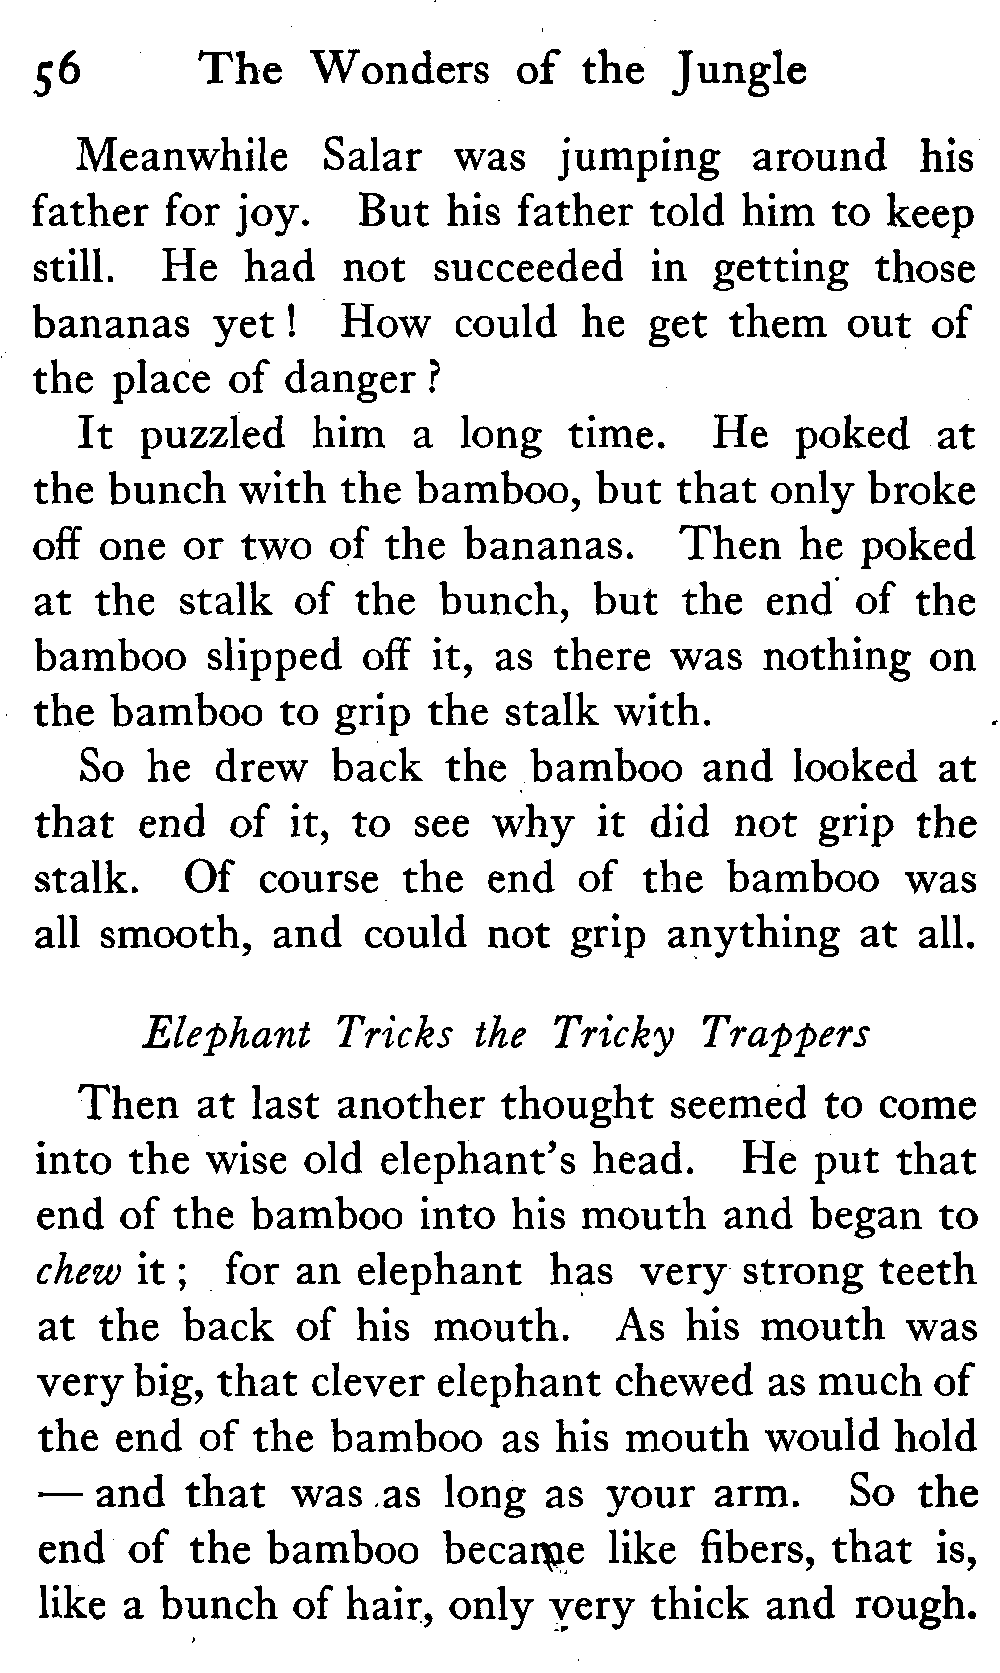 56 The Wonders of the Jungle
Meanwhile Salar was jumping around his
father for joy. But his father told him to keep
still. He had not succeeded in getting those
bananas yet! How could he get them out of
the place of danger?
It puzzled him a long time. He poked at
the bunch with the bamboo, but that only broke
off one or two of the bananas. Then he poked
at the stalk of the bunch, but the end of the
bamboo slipped off it, as there was nothing on
the bamboo to grip the stalk with.
So he drew back the bamboo and looked at
that end of it, to see why it did not grip the
stalk. Of course the end of the bamboo was
all smooth, and could not grip anything at all.
Elephant Tricks the Tricky Trappers
Then at last another thought seemed to come
into the wise old elephant's head. He put that
end of the bamboo into his mouth and began to
chew it; for an elephant has very strong teeth
at the back of his mouth. As his mouth was
very big, that clever elephant chewed as much of
the end of the bamboo as his mouth would hold
— and that was as long as your arm. So the
end of the bamboo became like fibers, that is,
like a bunch of hair, only very thick and rough.